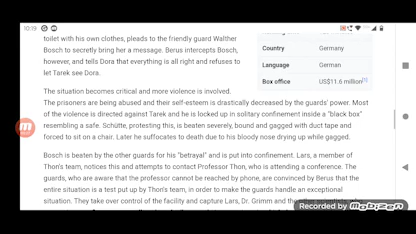 10:19
toilet with his own clothes, pleads to the friendly guard Walther
Bosch to secretly bring her a message. Berus intercepts Bosch,
however, and tells Dora that everything is all right and refuses to
let Tarek see Dora.
Country Germany
Language German
Box office US$11.6 million[1]
The situation becomes critical and more violence is involved.
The prisoners are being abused and their self-esteem is drastically decreased by the guards' power. Most
of the violence is directed against Tarek and he is locked up in solitary confinement inside a "black box"
resembling a safe. Schütte, protesting this, is beaten severely, bound and gagged with duct tape and
forced to sit on a chair. Later he suffocates to death due to his bloody nose drying up while gagged.
Bosch is beaten by the other guards for his "betrayal" and is put into confinement. Lars, a member of
Thon's team, notices this and attempts to contact Professor Thon, who is attending a conference. The
guards, who are aware that the professor cannot be reached by phone, are convinced by Berus that the
entire situation is a test put up by Thon's team, in order to make the guards handle an exceptional
situation. They take over control of the facility and capture Lars, Dr. Grimm and the
Recorded by MOBIZEN